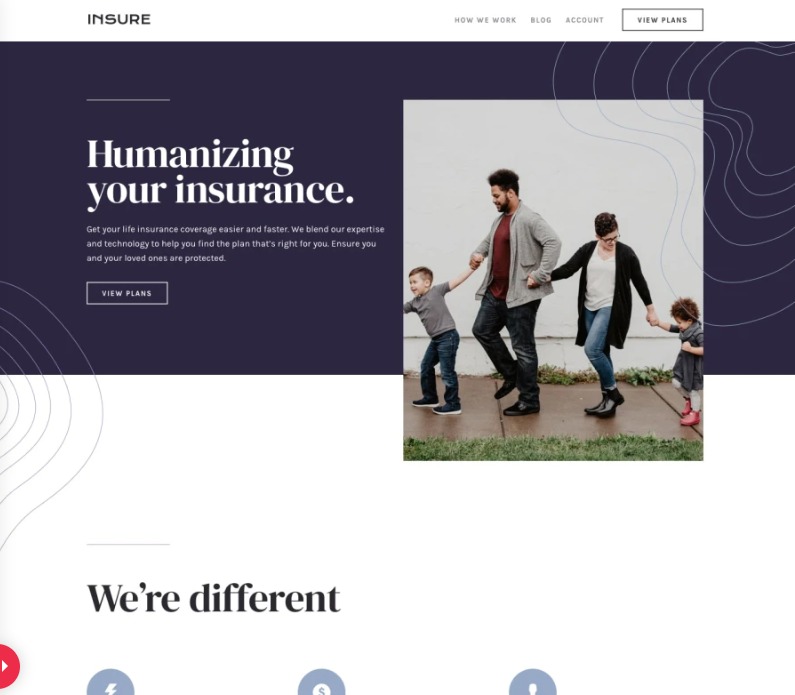 INSURE
HOW WE WORK
BLOG
ACCOUNT
VIEW PLANS
Humanizing
your insurance.
Get your life insurance coverage easier and faster. We blend our expertise
and technology to help you find the plan that's right for you. Ensure you
and your loved ones are protected.
VIEW PLANS
We’re different
$